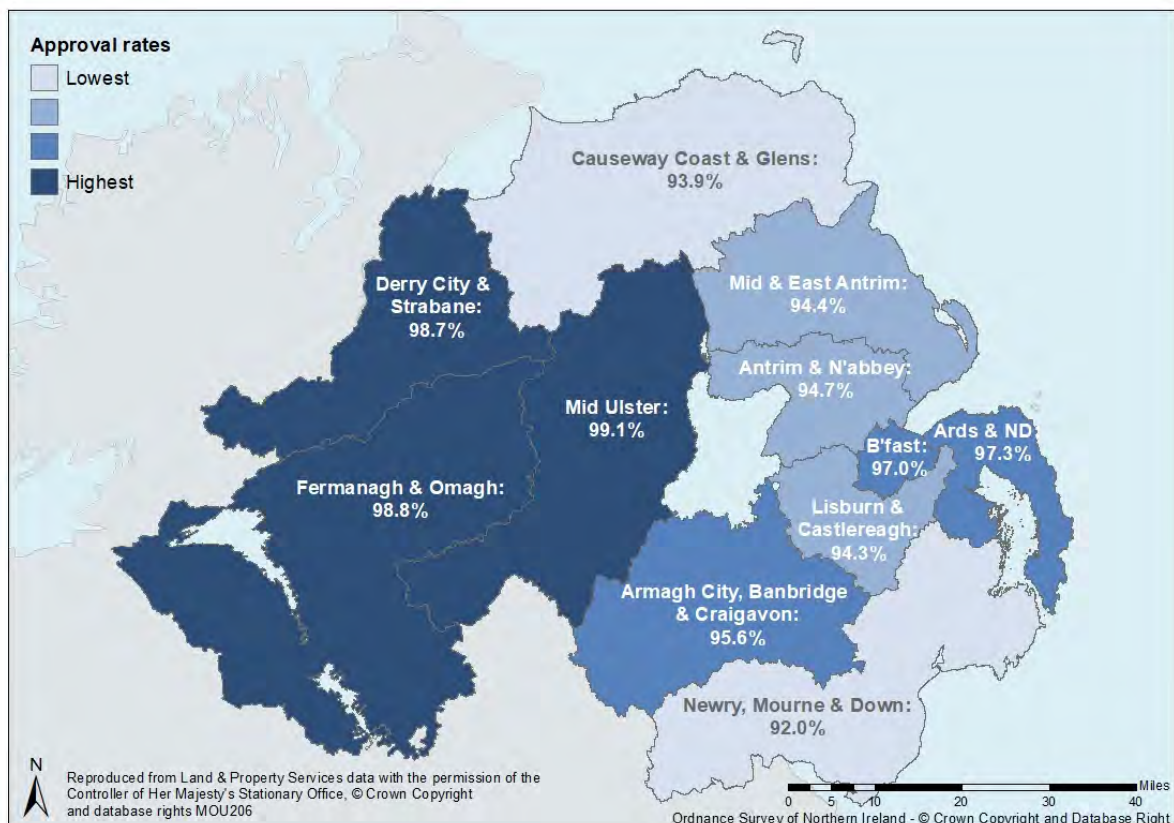 Approval rates
Lowest
Highest
Causeway Coast & Glens:
93.9%
Derry City &
Strabane:
98.7%
Mid & East Antrim:
94.4%
Antrim & N'abbey:
94.7%
Mid Ulster:
99.1%
Ards & ND
97.3%
B'fast:
97.0%
Fermanagh & Omagh:
98.8%
Lisburn &
Castlereagh:
94.3%
Armagh City, Banbridge
& Craigavon:
95.6%
Newry, Mourne & Down:
92.0%
N
Reproduced from Land & Property Services data with the permission of the
Controller of Her Majesty's Stationary Office, © Crown Copyright
and database rights MOU206
Miles
0 5 10 20 30 40
Ordnance Survey of Northern Ireland - © Crown Copyright and Database Right